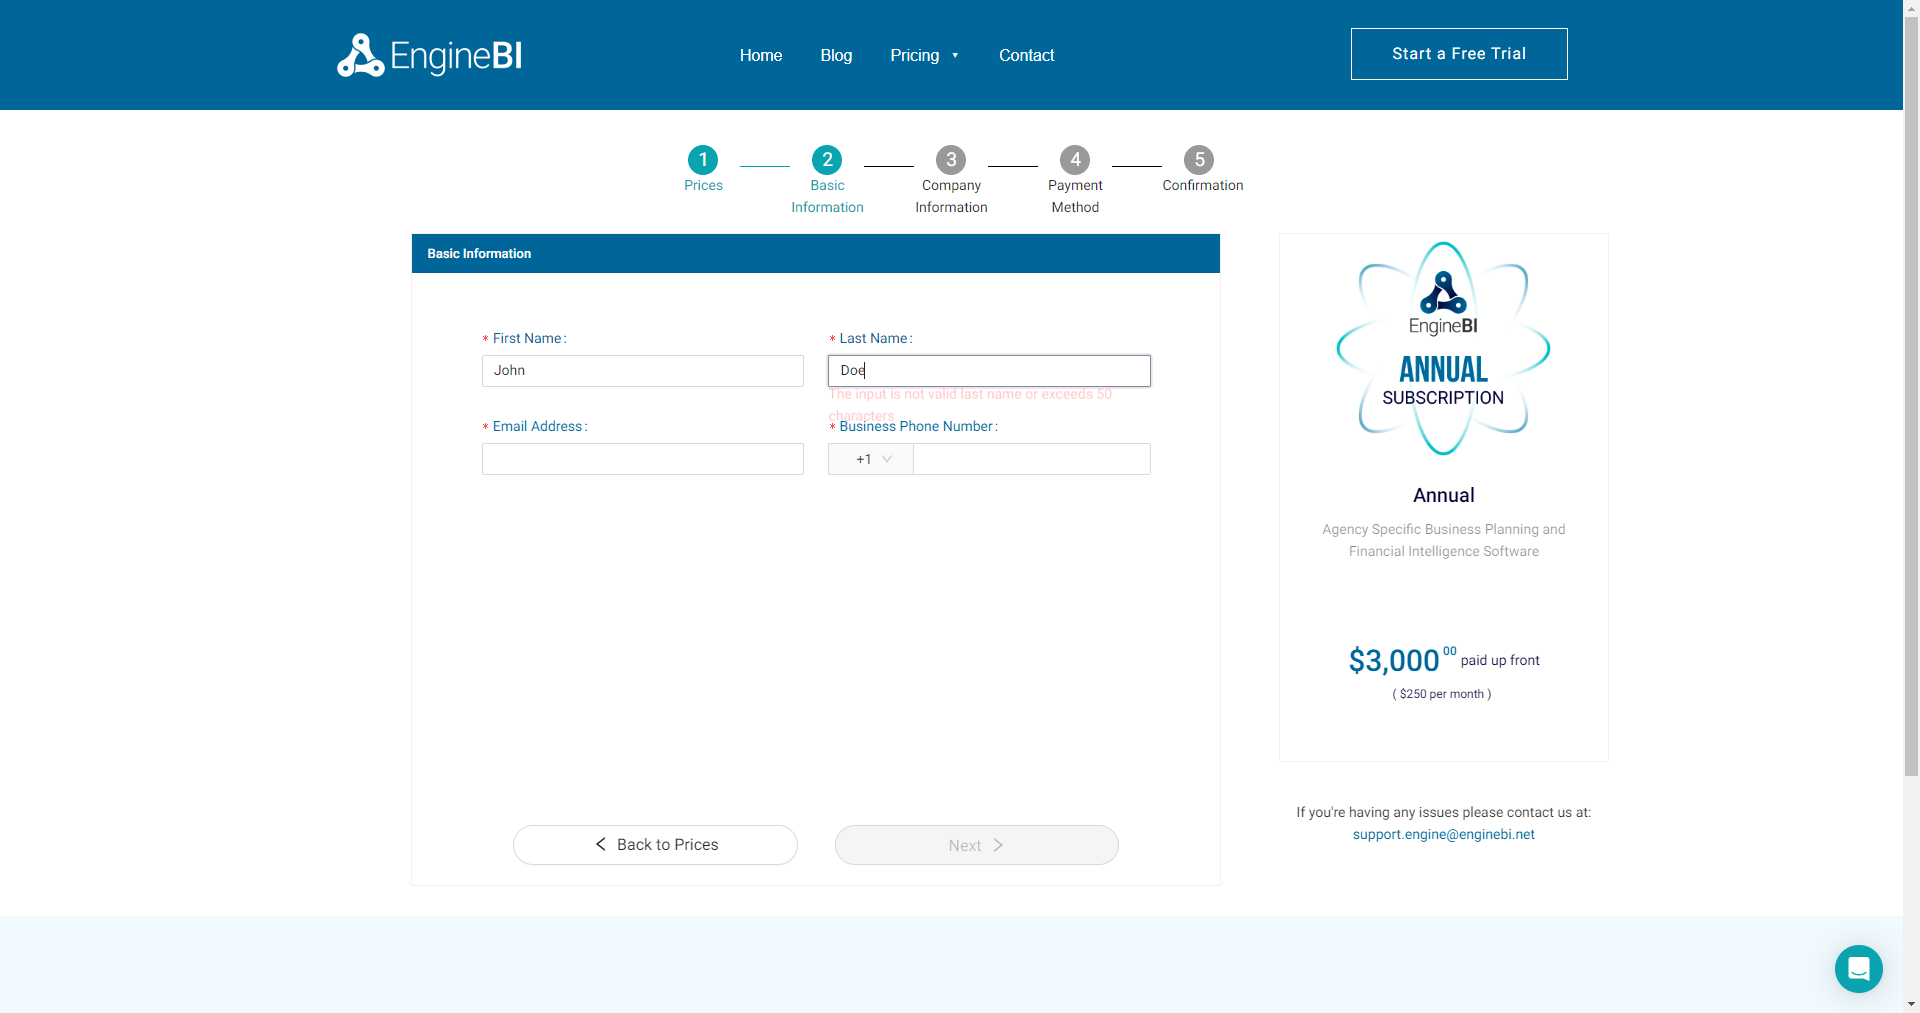 EngineBI
Home
Blog
Pricing
Contact
Start a Free Trial
1
Prices
2
Basic
Information
3
Company
Information
4
Payment
Method
5
Confirmation
Basic Information
* First Name:
John
* Last Name:
Doe
The input is not valid last name or exceeds 50
characters
* Email Address:
* Business Phone Number:
+1
Back to Prices
Next
EngineBI
ANNUAL
SUBSCRIPTION
Annual
Agency Specific Business Planning and
Financial Intelligence Software
$3,000 00 paid up front
( $250 per month )
If you're having any issues please contact us at:
support.engine@enginebi.net